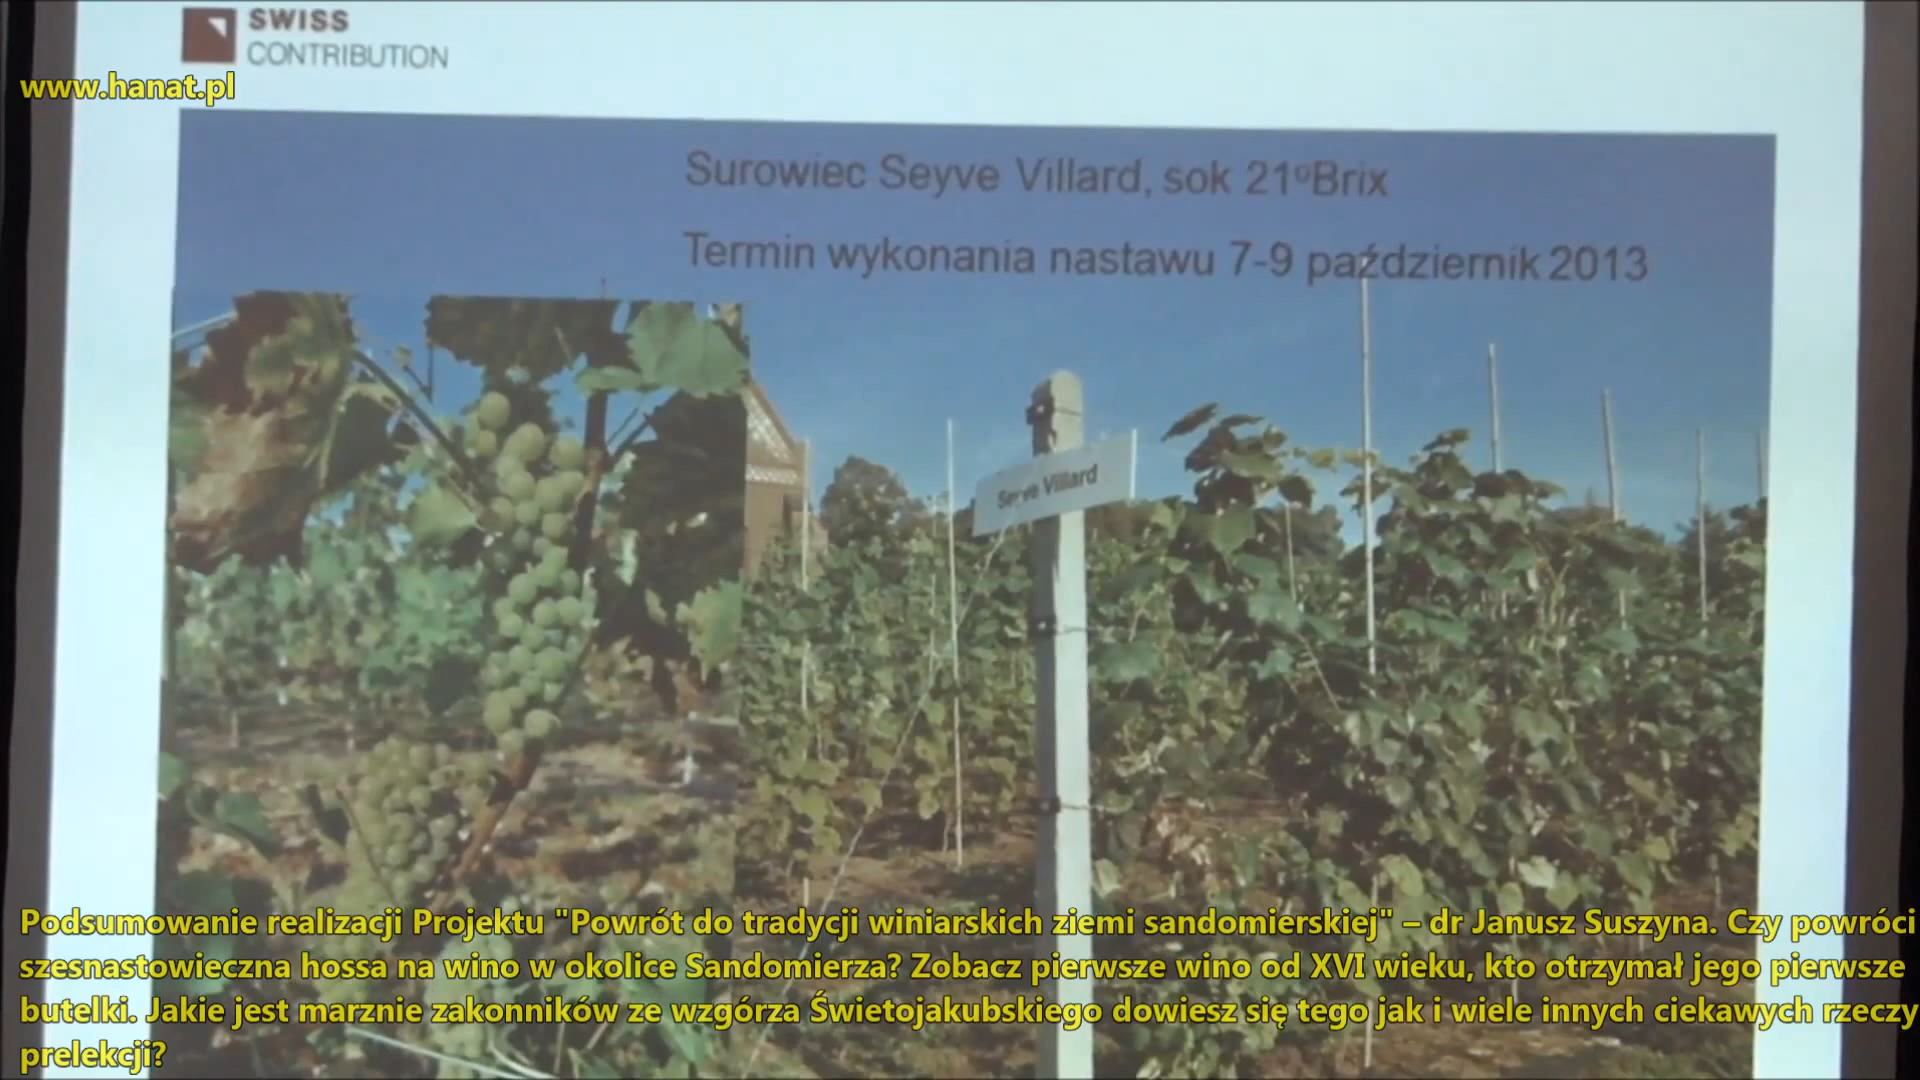 SWISS
CONTRIBUTION
www.hanat.pl
Surowiec Seyve Villard, sok 21ºBrix
Termin wykonania nastawu 7-9 październik 2013
Seyve Villard
Podsumowanie realizacji Projektu "Powrót do tradycji winiarskich ziemi sandomierskiej" – dr Janusz Suszyna. Czy powróci
szesnastowieczna hossa na wino w okolice Sandomierza? Zobacz pierwsze wino od XVI wieku, kto otrzymał jego pierwsze
butelki. Jakie jest marznie zakonników ze wzgórza Świetojakubskiego dowiesz się tego jak i wiele innych ciekawych rzeczy
prelekcji?